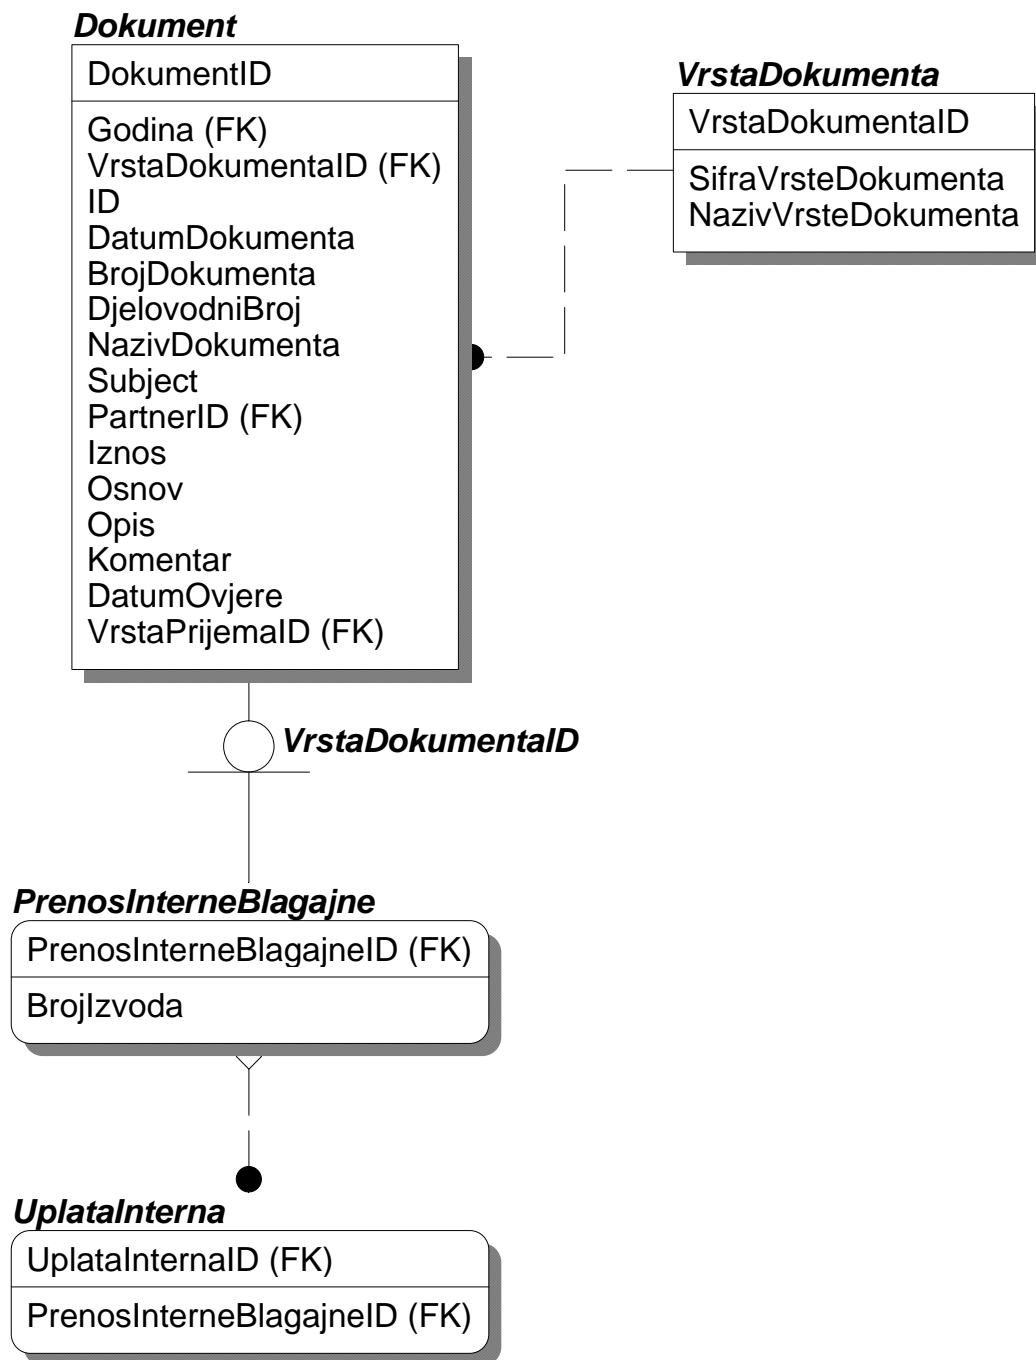 Dokument
DokumentID
Godina (FK)
VrstaDokumentaID (FK)
ID
DatumDokumenta
BrojDokumenta
DjelovodniBroj
NazivDokumenta
Subject
PartnerID (FK)
Iznos
Osnov
Opis
Komentar
DatumOvjere
VrstaPrijemaID (FK)
VrstaDokumenta
VrstaDokumentaID
SifraVrsteDokumenta
NazivVrsteDokumenta
VrstaDokumentaID
PrenosInterneBlagajne
PrenosInterneBlagajneID (FK)
BrojIzvoda
UplataInterna
UplataInternaID (FK)
PrenosInterneBlagajneID (FK)